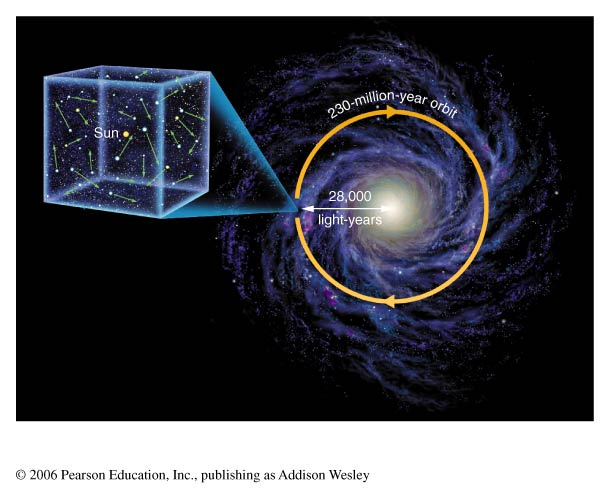 230-million-year orbit
Sun
28,000
light-years
© 2006 Pearson Education, Inc., publishing as Addison Wesley